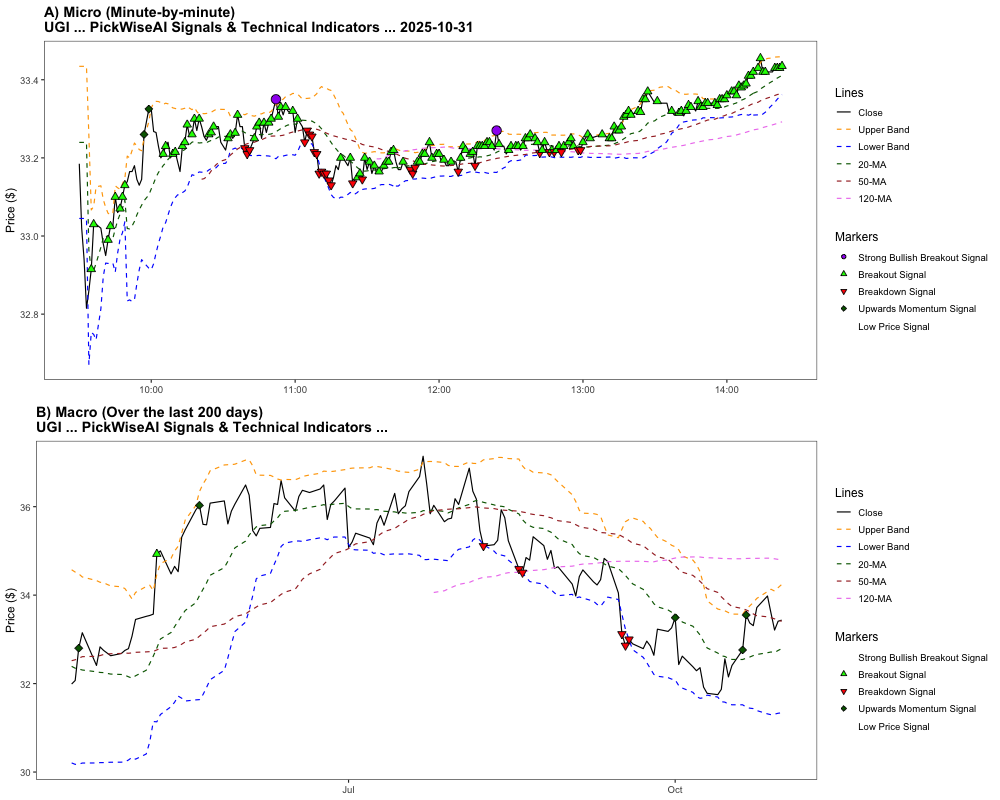 A) Micro (Minute-by-minute)
UGI ... PickWiseAI Signals & Technical Indicators ... 2025-10-31
Price ($)
33.4
33.2
33.0
32.8
10:00
11:00
12:00
13:00
14:00
Lines
Close
Upper Band
Lower Band
20-MA
50-MA
120-MA
Markers
Strong Bullish Breakout Signal
Breakout Signal
Breakdown Signal
Upwards Momentum Signal
Low Price Signal
B) Macro (Over the last 200 days)
UGI ... PickWiseAI Signals & Technical Indicators ...
Price ($)
36
34
32
30
Jul
Oct
Lines
Close
Upper Band
Lower Band
20-MA
50-MA
120-MA
Markers
Strong Bullish Breakout Signal
Breakout Signal
Breakdown Signal
Upwards Momentum Signal
Low Price Signal